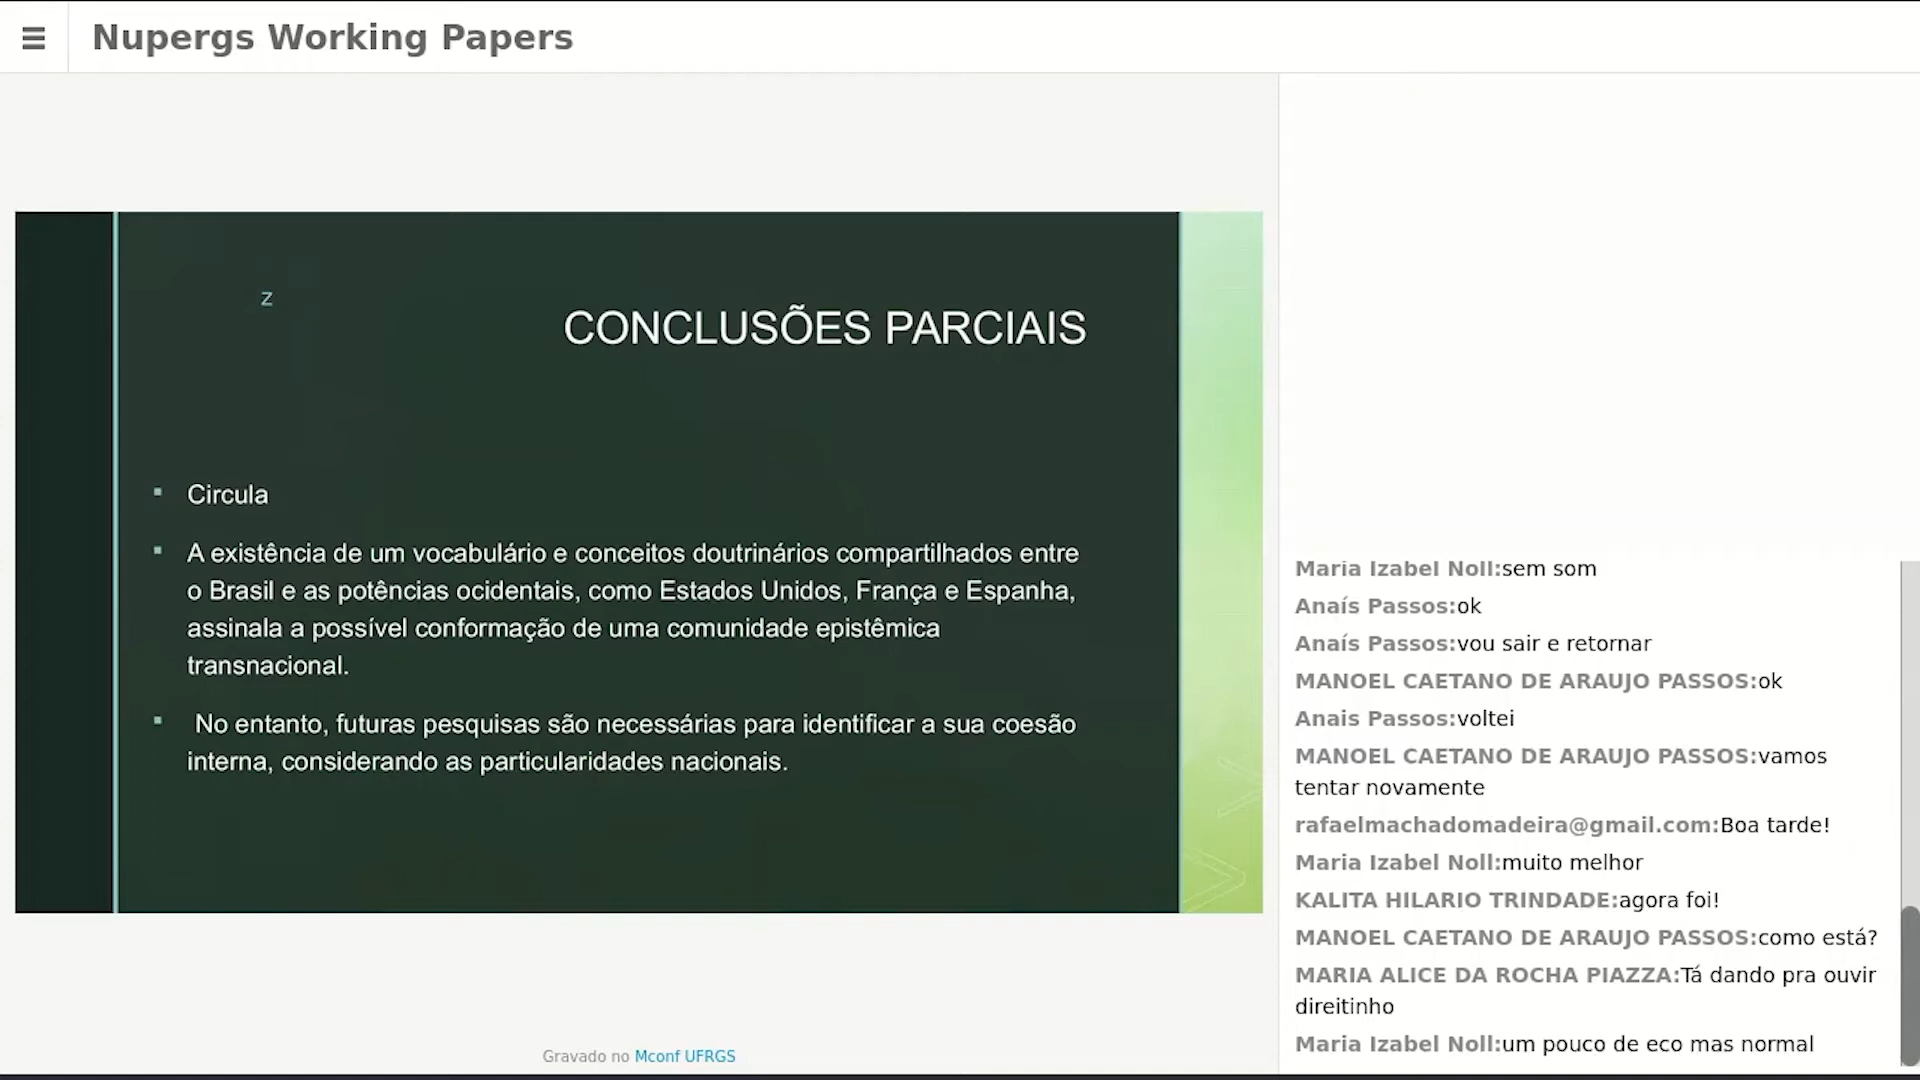 Nupergs Working Papers
z
CONCLUSÕES PARCIAIS
Circula
A existência de um vocabulário e conceitos doutrinários compartilhados entre
o Brasil e as potências ocidentais, como Estados Unidos, França e Espanha,
assinala a possível conformação de uma comunidade epistêmica
transnacional.
No entanto, futuras pesquisas são necessárias para identificar a sua coesão
interna, considerando as particularidades nacionais.
Gravado no Mconf UFRGS
Maria Izabel Noll:sem som
Anaís Passos:ok
Anaís Passos:vou sair e retornar
MANOEL CAETANO DE ARAUJO PASSOS:ok
Anais Passos:voltei
MANOEL CAETANO DE ARAUJO PASSOS:vamos
tentar novamente
rafaelmachadomadeira@gmail.com:Boa tarde!
Maria Izabel Noll:muito melhor
KALITA HILARIO TRINDADE:agora foi!
MANOEL CAETANO DE ARAUJO PASSOS:como está?
MARIA ALICE DA ROCHA PIAZZA:Tá dando pra ouvir
direitinho
Maria Izabel Noll:um pouco de eco mas normal